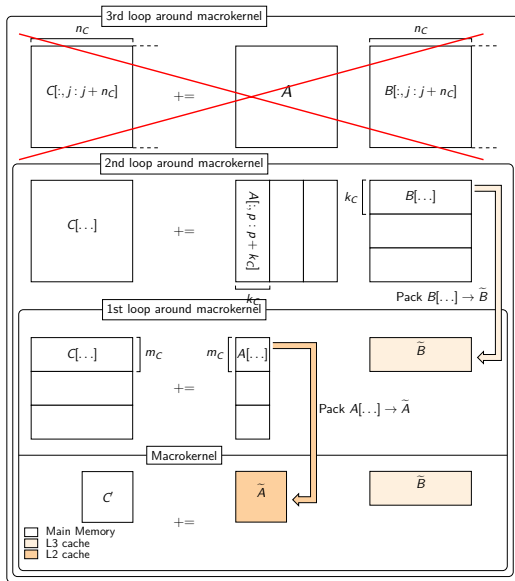 3rd loop around macrokernel
n_C n_C
C[:, j : j + n_C] += A B[:, j : j + n_C]
2nd loop around macrokernel
C[...] += A[:, p : p + k_C] k_C B[...]
k_C
Pack B[...] → B̃
1st loop around macrokernel
C[...] m_C += m_C A[...] B̃
Pack A[...] → Ã
Macrokernel
C′ += Ã B̃
Main Memory
L3 cache
L2 cache